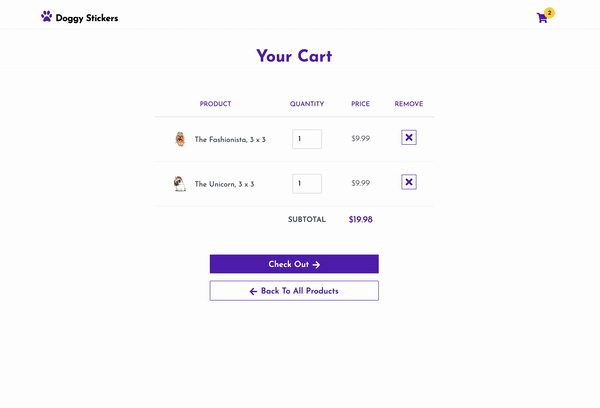 Doggy Stickers
2
Your Cart
PRODUCT QUANTITY PRICE REMOVE
The Fashionista, 3 x 3 1 $9.99
The Unicorn, 3 x 3 1 $9.99
SUBTOTAL $19.98
Check Out →
← Back To All Products